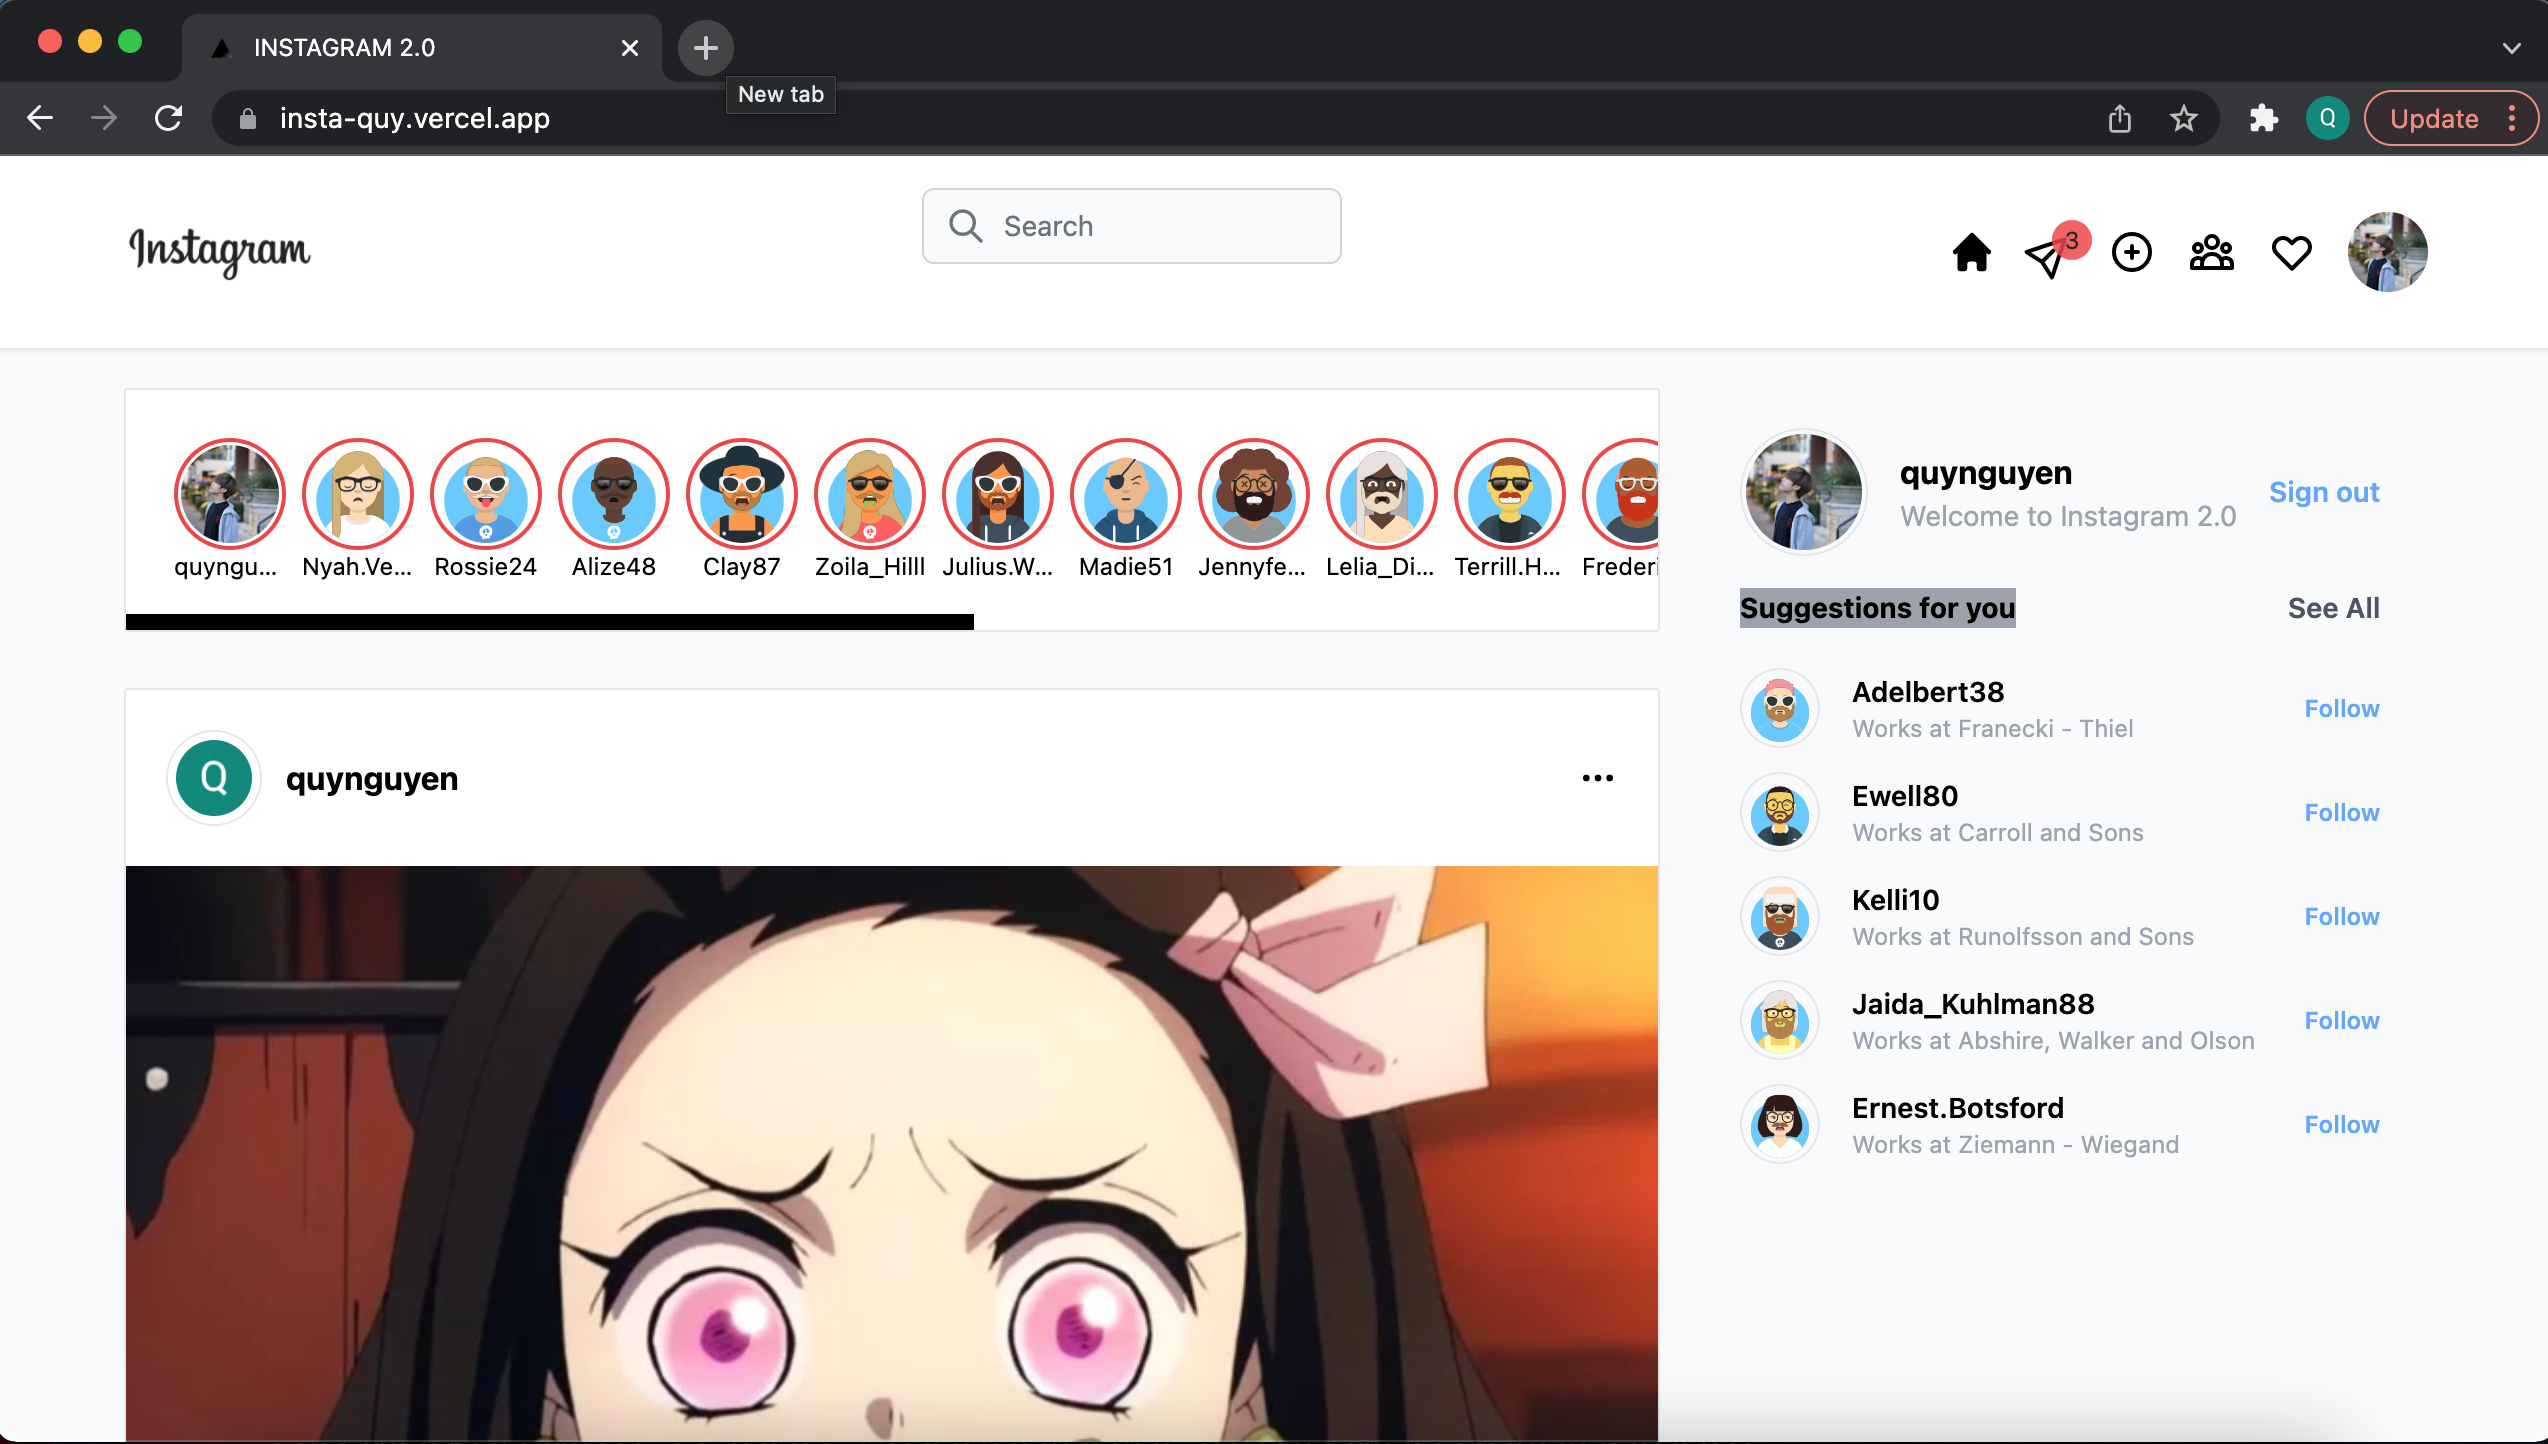 INSTAGRAM 2.0
New tab
insta-quy.vercel.app
Q
Update
Instagram
Search
3
quyngu...
Nyah.Ve...
Rossie24
Alize48
Clay87
Zoila_Hilll
Julius.W...
Madie51
Jennyfe...
Lelia_Di...
Terrill.H...
Frederi
quynguyen
Welcome to Instagram 2.0
Sign out
Suggestions for you
See All
Adelbert38
Works at Franecki - Thiel
Follow
Ewell80
Works at Carroll and Sons
Follow
Kelli10
Works at Runolfsson and Sons
Follow
Jaida_Kuhlman88
Works at Abshire, Walker and Olson
Follow
Ernest.Botsford
Works at Ziemann - Wiegand
Follow
Q
quynguyen